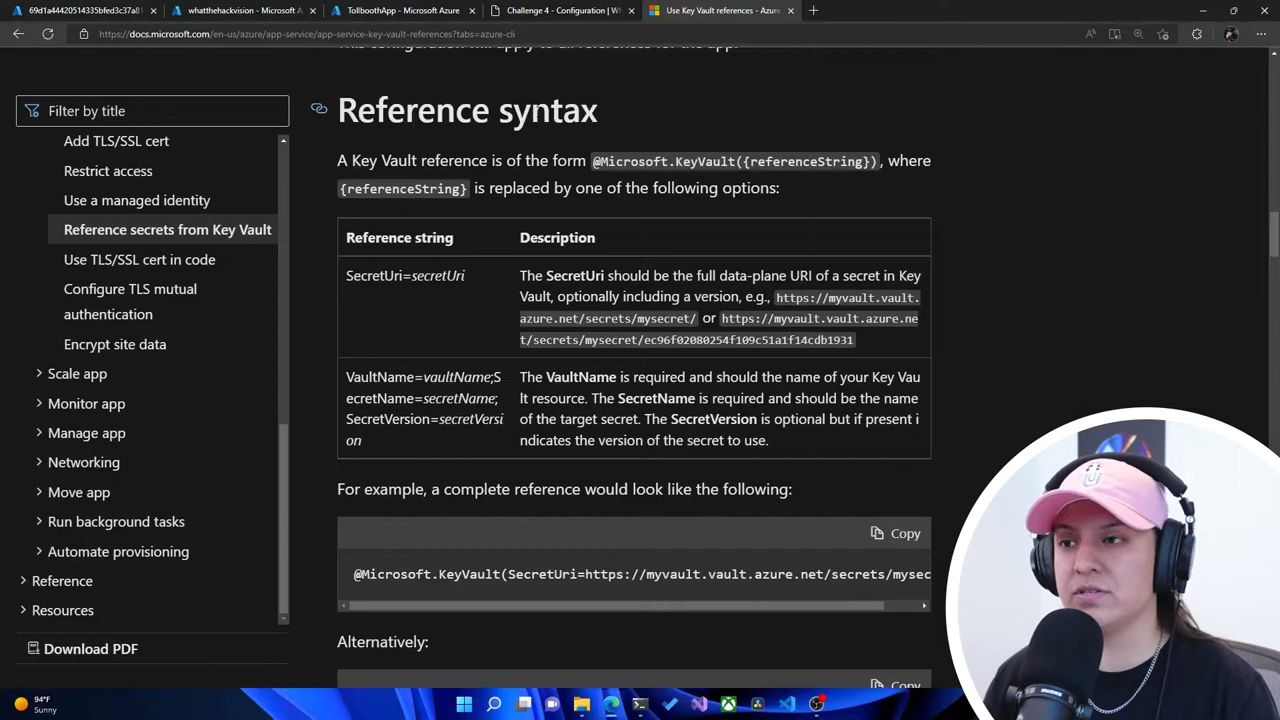 69d1a44420514335bfed3c37a81
whatthehackvision - Microsoft A
TollboothApp - Microsoft Azure
Challenge 4 - Configuration | W
Use Key Vault references - Azure
https://docs.microsoft.com/en-us/azure/app-service/app-service-key-vault-references?tabs=azure-cli
This configuration will apply to all references for the app.
Filter by title
Add TLS/SSL cert
Restrict access
Use a managed identity
Reference secrets from Key Vault
Use TLS/SSL cert in code
Configure TLS mutual
authentication
Encrypt site data
Scale app
Monitor app
Manage app
Networking
Move app
Run background tasks
Automate provisioning
Reference
Resources
Download PDF
Reference syntax
A Key Vault reference is of the form @Microsoft.KeyVault({referenceString}), where
{referenceString} is replaced by one of the following options:
Reference string Description
SecretUri=secretUri
The SecretUri should be the full data-plane URI of a secret in Key
Vault, optionally including a version, e.g., https://myvault.vault.
azure.net/secrets/mysecret/ or https://myvault.vault.azure.ne
t/secrets/mysecret/ec96f02080254f109c51a1f14cdb1931
VaultName=vaultName;S
ecretName=secretName;
SecretVersion=secretVersi
on
The VaultName is required and should the name of your Key Vau
lt resource. The SecretName is required and should be the name
of the target secret. The SecretVersion is optional but if present i
ndicates the version of the secret to use.
For example, a complete reference would look like the following:
Copy
@Microsoft.KeyVault(SecretUri=https://myvault.vault.azure.net/secrets/mysec
Alternatively:
Copy
94°F
Sunny